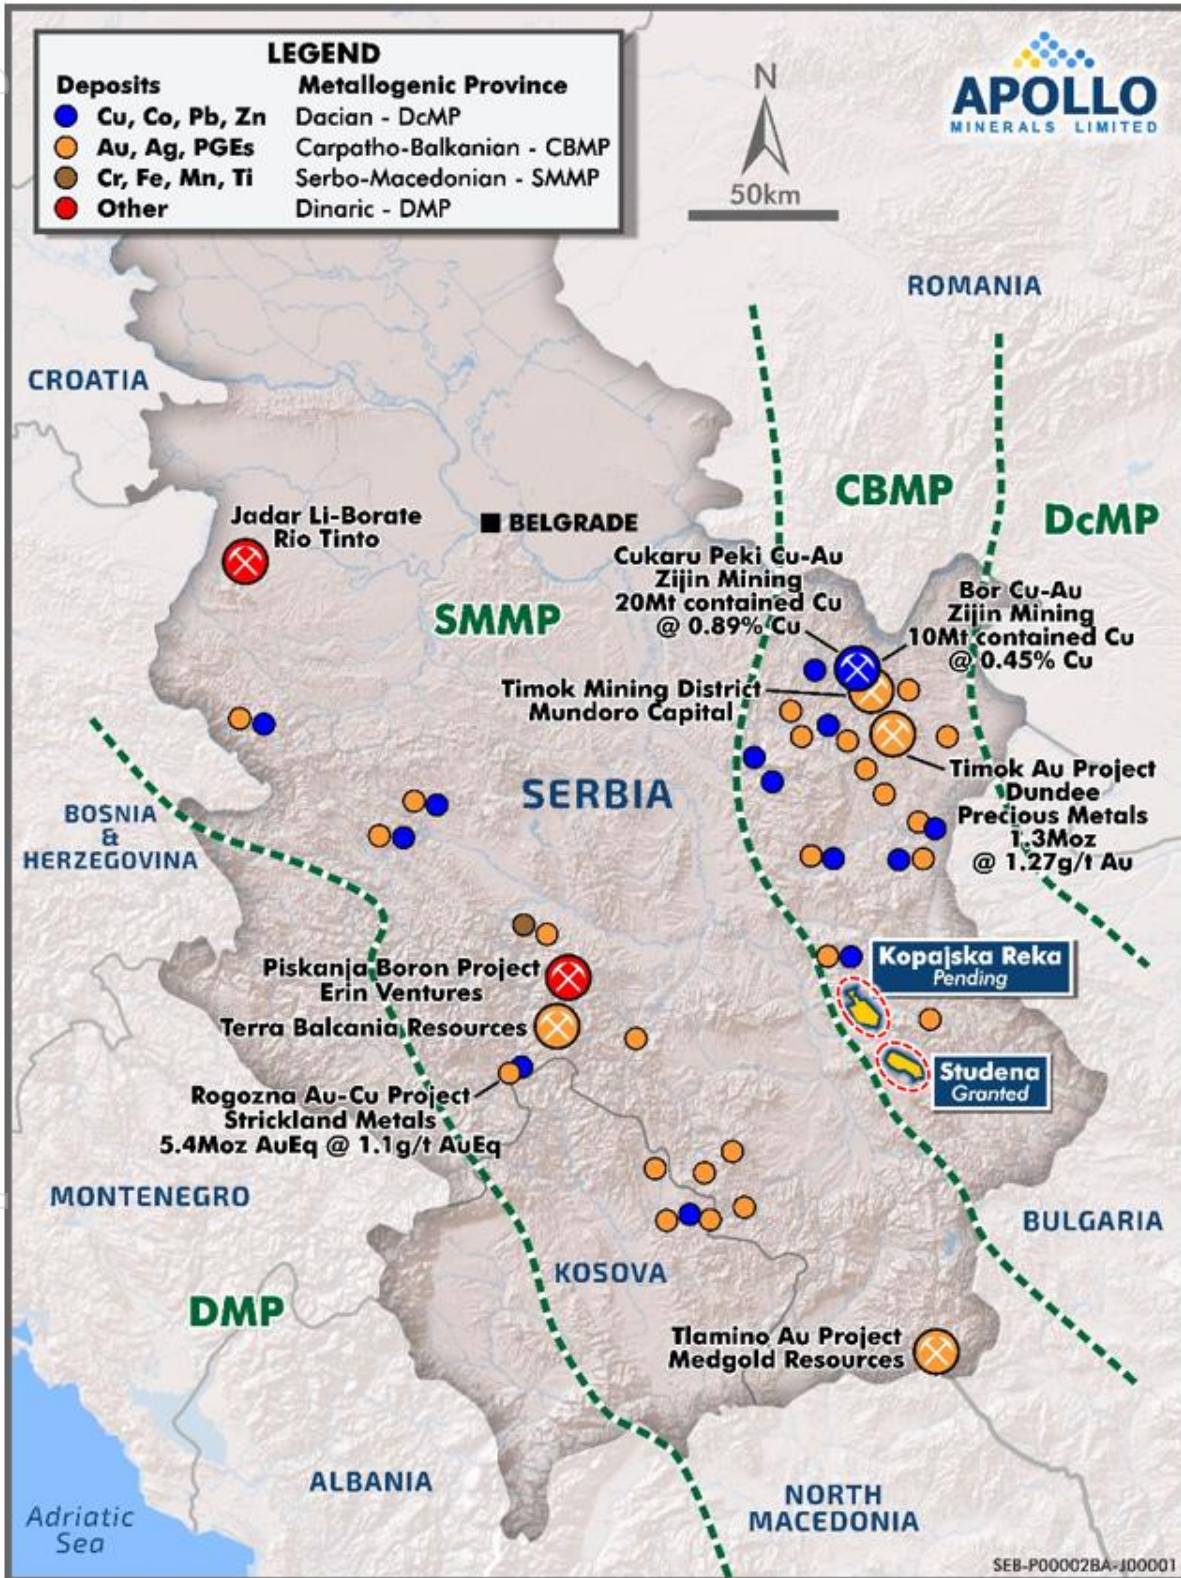 LEGEND
Deposits Metallogenic Province
Cu, Co, Pb, Zn Dacian - DcMP
Au, Ag, PGEs Carpatho-Balkanian - CBMP
Cr, Fe, Mn, Ti Serbo-Macedonian - SMMP
Other Dinaric - DMP
N
50km
APOLLO
MINERALS LIMITED
ROMANIA
CROATIA
CBMP
DcMP
Jadar Li-Borate
Rio Tinto
BELGRADE
SMMP
Cukaru Peki Cu-Au
Zijin Mining
20Mt contained Cu
@ 0.89% Cu
Bor Cu-Au
Zijin Mining
10Mt contained Cu
@ 0.45% Cu
Timok Mining District
Mundoro Capital
SERBIA
Timok Au Project
Dundee
Precious Metals
1.3Moz
@ 1.27g/t Au
BOSNIA
&
HERZEGOVINA
Kopajska Reka
Pending
Piskanja Boron Project
Erin Ventures
Terra Balcania Resources
Studena
Granted
Rogozna Au-Cu Project
Strickland Metals
5.4Moz AuEq @ 1.1g/t AuEq
MONTENEGRO
BULGARIA
KOSOVA
DMP
Tlamino Au Project
Medgold Resources
ALBANIA
NORTH
MACEDONIA
Adriatic
Sea
SEB-P00002BA-J00001